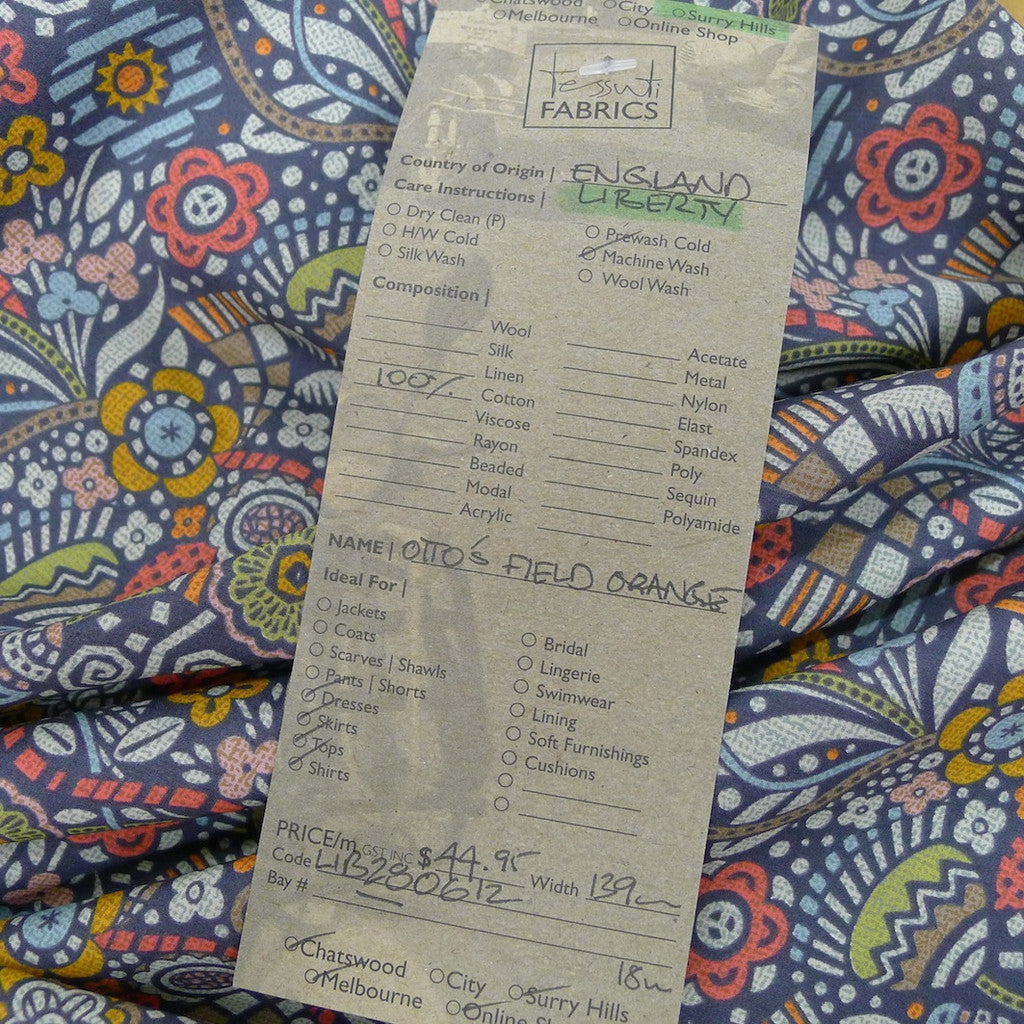 Chatswood City Surry Hills
Melbourne Online Shop
tessuti
FABRICS
Country of Origin | ENGLAND
Care Instructions | LIBERTY
Dry Clean (P)
H/W Cold
Silk Wash
Prewash Cold
Machine Wash
Wool Wash
Composition |
Wool
Silk
Linen
100% Cotton
Viscose
Rayon
Beaded
Modal
Acrylic
Acetate
Metal
Nylon
Elast
Spandex
Poly
Sequin
Polyamide
NAME | OTTO'S FIELD ORANGE
Ideal For |
Jackets
Coats
Scarves | Shawls
Pants | Shorts
Dresses
Skirts
Tops
Shirts
Bridal
Lingerie
Swimwear
Lining
Soft Furnishings
Cushions
PRICE/m GST INC $44.95
Code LIB2806T2 Width 139cm
Bay #
18m
Chatswood City Surry Hills
Melbourne Online